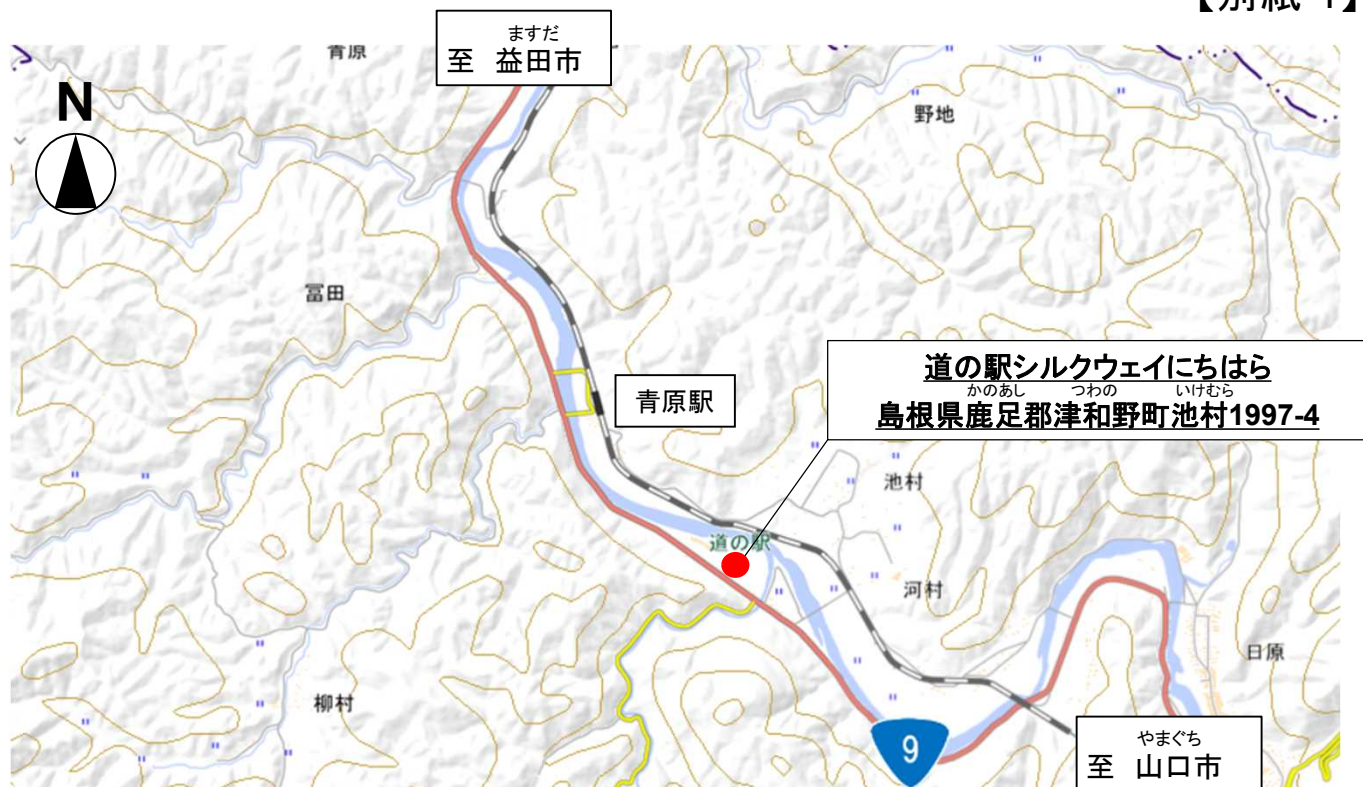 【別紙 1】
ますだ
至 益田市
青原
N
野地
冨田
道の駅シルクウェイにちはら
かのあし つわの いけむら
島根県鹿足郡津和野町池村1997-4
青原駅
池村
道の駅
河村
日原
柳村
9
やまぐち
至 山口市